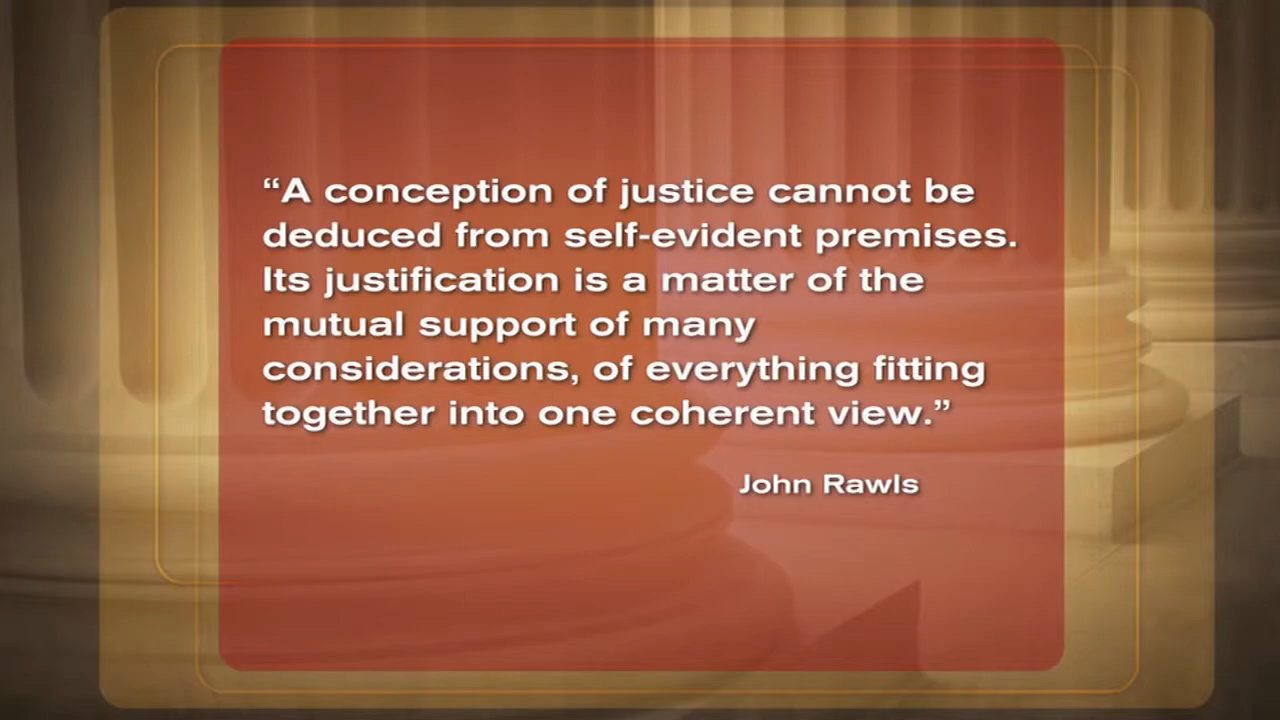 “A conception of justice cannot be
deduced from self-evident premises.
Its justification is a matter of the
mutual support of many
considerations, of everything fitting
together into one coherent view.”
John Rawls